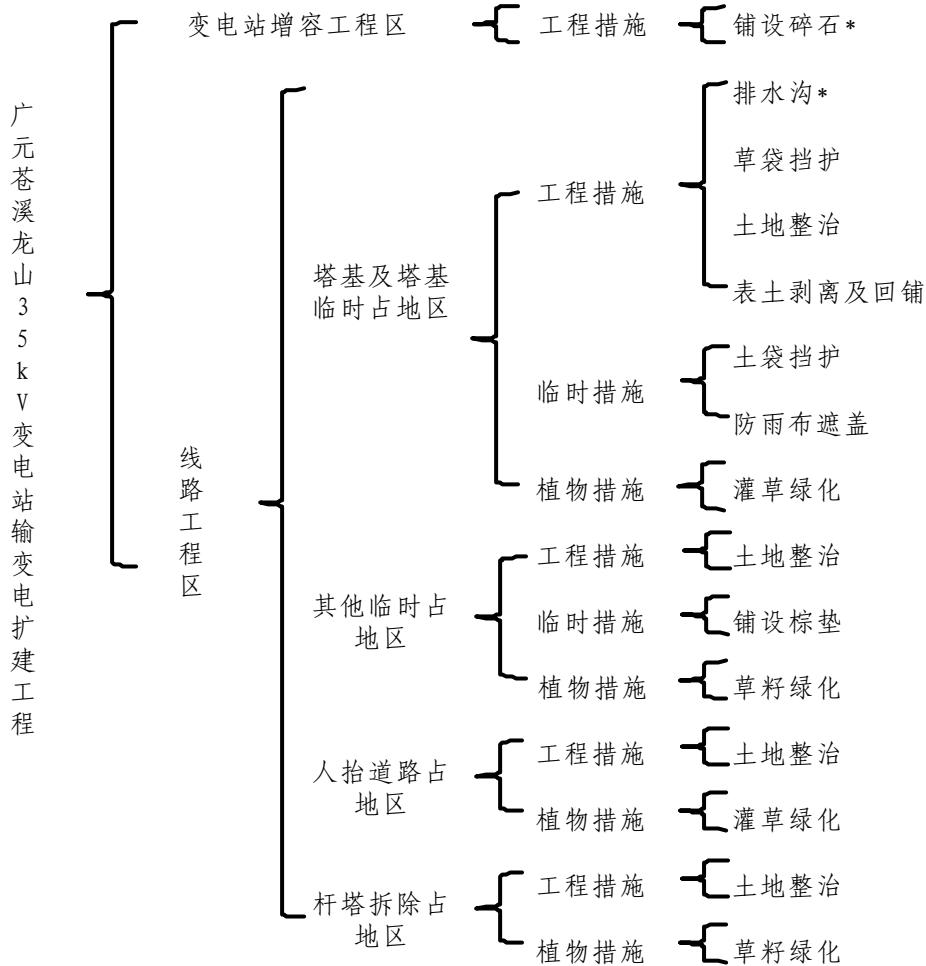 广元苍溪龙山35kV变电站输变电扩建工程
变电站增容工程区
工程措施
铺设碎石*
线路工程区
塔基及塔基
临时占地区
工程措施
排水沟*
草袋挡护
土地整治
表土剥离及回铺
临时措施
土袋挡护
防雨布遮盖
植物措施
灌草绿化
其他临时占
地区
工程措施
土地整治
临时措施
铺设棕垫
植物措施
草籽绿化
人抬道路占
地区
工程措施
土地整治
植物措施
灌草绿化
杆塔拆除占
地区
工程措施
土地整治
植物措施
草籽绿化